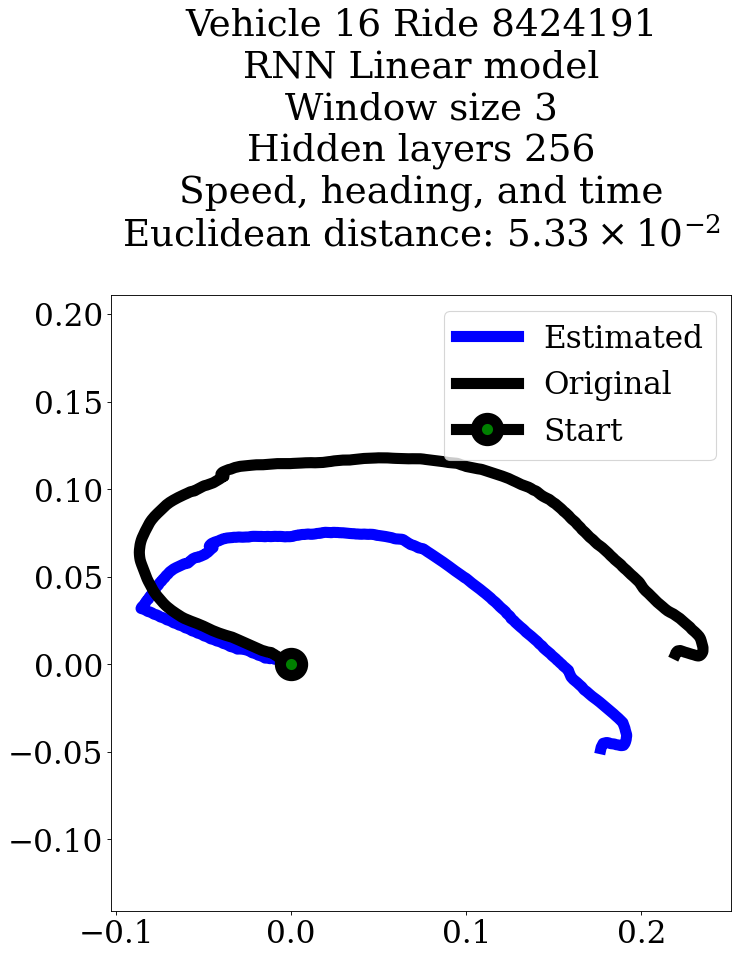 Vehicle 16 Ride 8424191
RNN Linear model
Window size 3
Hidden layers 256
Speed, heading, and time
Euclidean distance: 5.33 × 10⁻²
0.20
0.15
0.10
0.05
0.00
−0.05
−0.10
Estimated
Original
Start
−0.1
0.0
0.1
0.2